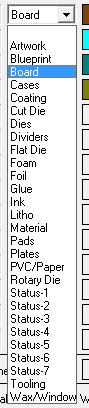 Board
Artwork
Blueprint
Board
Cases
Coating
Cut Die
Dies
Dividers
Flat Die
Foam
Foil
Glue
Ink
Litho
Material
Pads
Plates
PVC/Paper
Rotary Die
Status-1
Status-2
Status-3
Status-4
Status-5
Status-6
Status-7
Tooling
Wax/Window